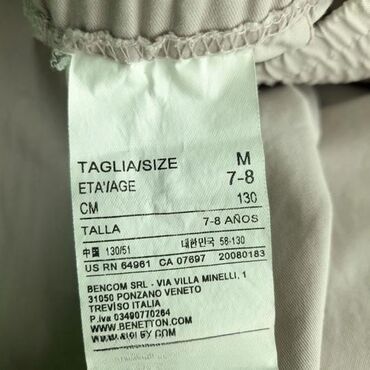 TAGLIA/SIZE M
ETA'/AGE 7-8
CM 130
TALLA 7-8 AÑOS
中国 130/51 대한민국 58-130
US RN 64961 CA 07697 20080183
BENCOM SRL - VIA VILLA MINELLI, 1
31050 PONZANO VENETO
TREVISO ITALIA
P.iva 03490770264
WWW.BENETTON.COM